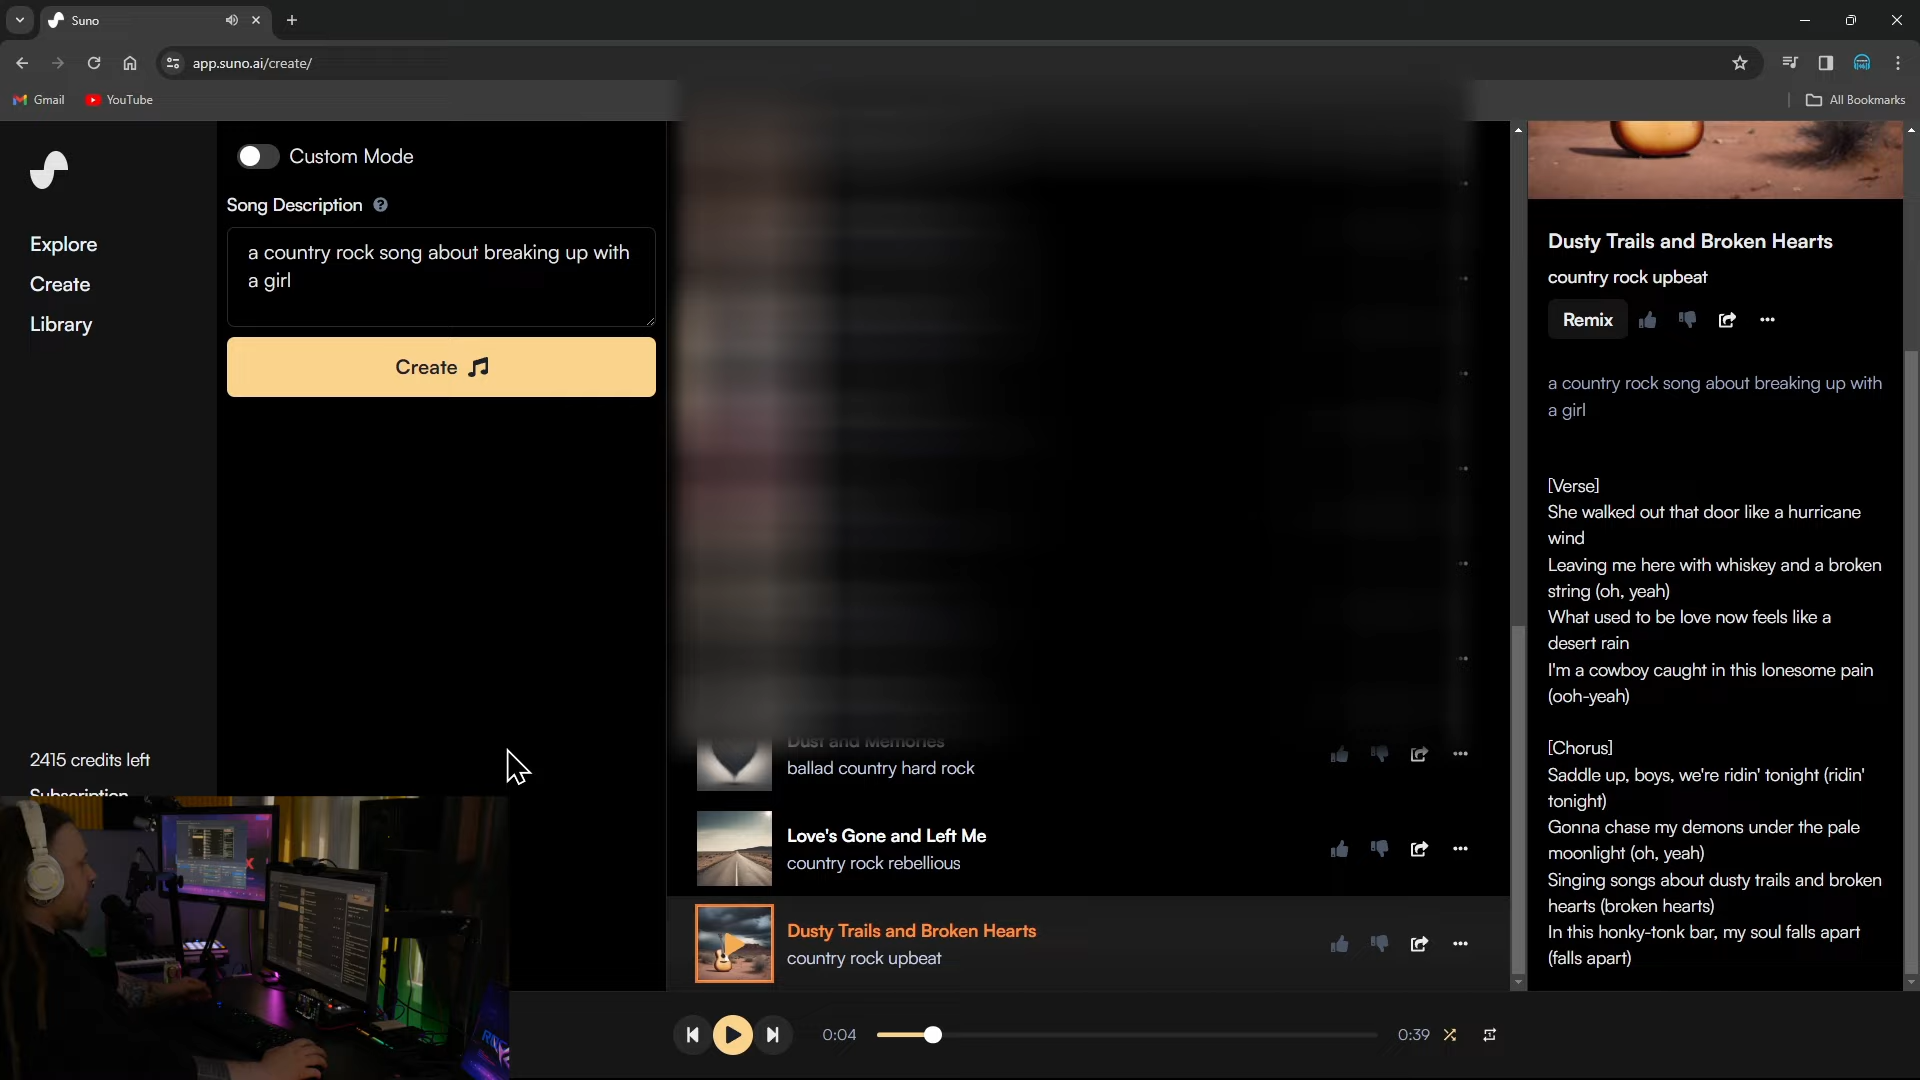 Suno
app.suno.ai/create/
Gmail
YouTube
All Bookmarks
Custom Mode
Song Description
a country rock song about breaking up with
a girl
Create
Explore
Create
Library
2415 credits left
Subscription
Dust and Memories
ballad country hard rock
Love's Gone and Left Me
country rock rebellious
Dusty Trails and Broken Hearts
country rock upbeat
0:04
0:39
Dusty Trails and Broken Hearts
country rock upbeat
Remix
a country rock song about breaking up with
a girl
[Verse]
She walked out that door like a hurricane
wind
Leaving me here with whiskey and a broken
string (oh, yeah)
What used to be love now feels like a
desert rain
I'm a cowboy caught in this lonesome pain
(ooh-yeah)
[Chorus]
Saddle up, boys, we're ridin' tonight (ridin'
tonight)
Gonna chase my demons under the pale
moonlight (oh, yeah)
Singing songs about dusty trails and broken
hearts (broken hearts)
In this honky-tonk bar, my soul falls apart
(falls apart)